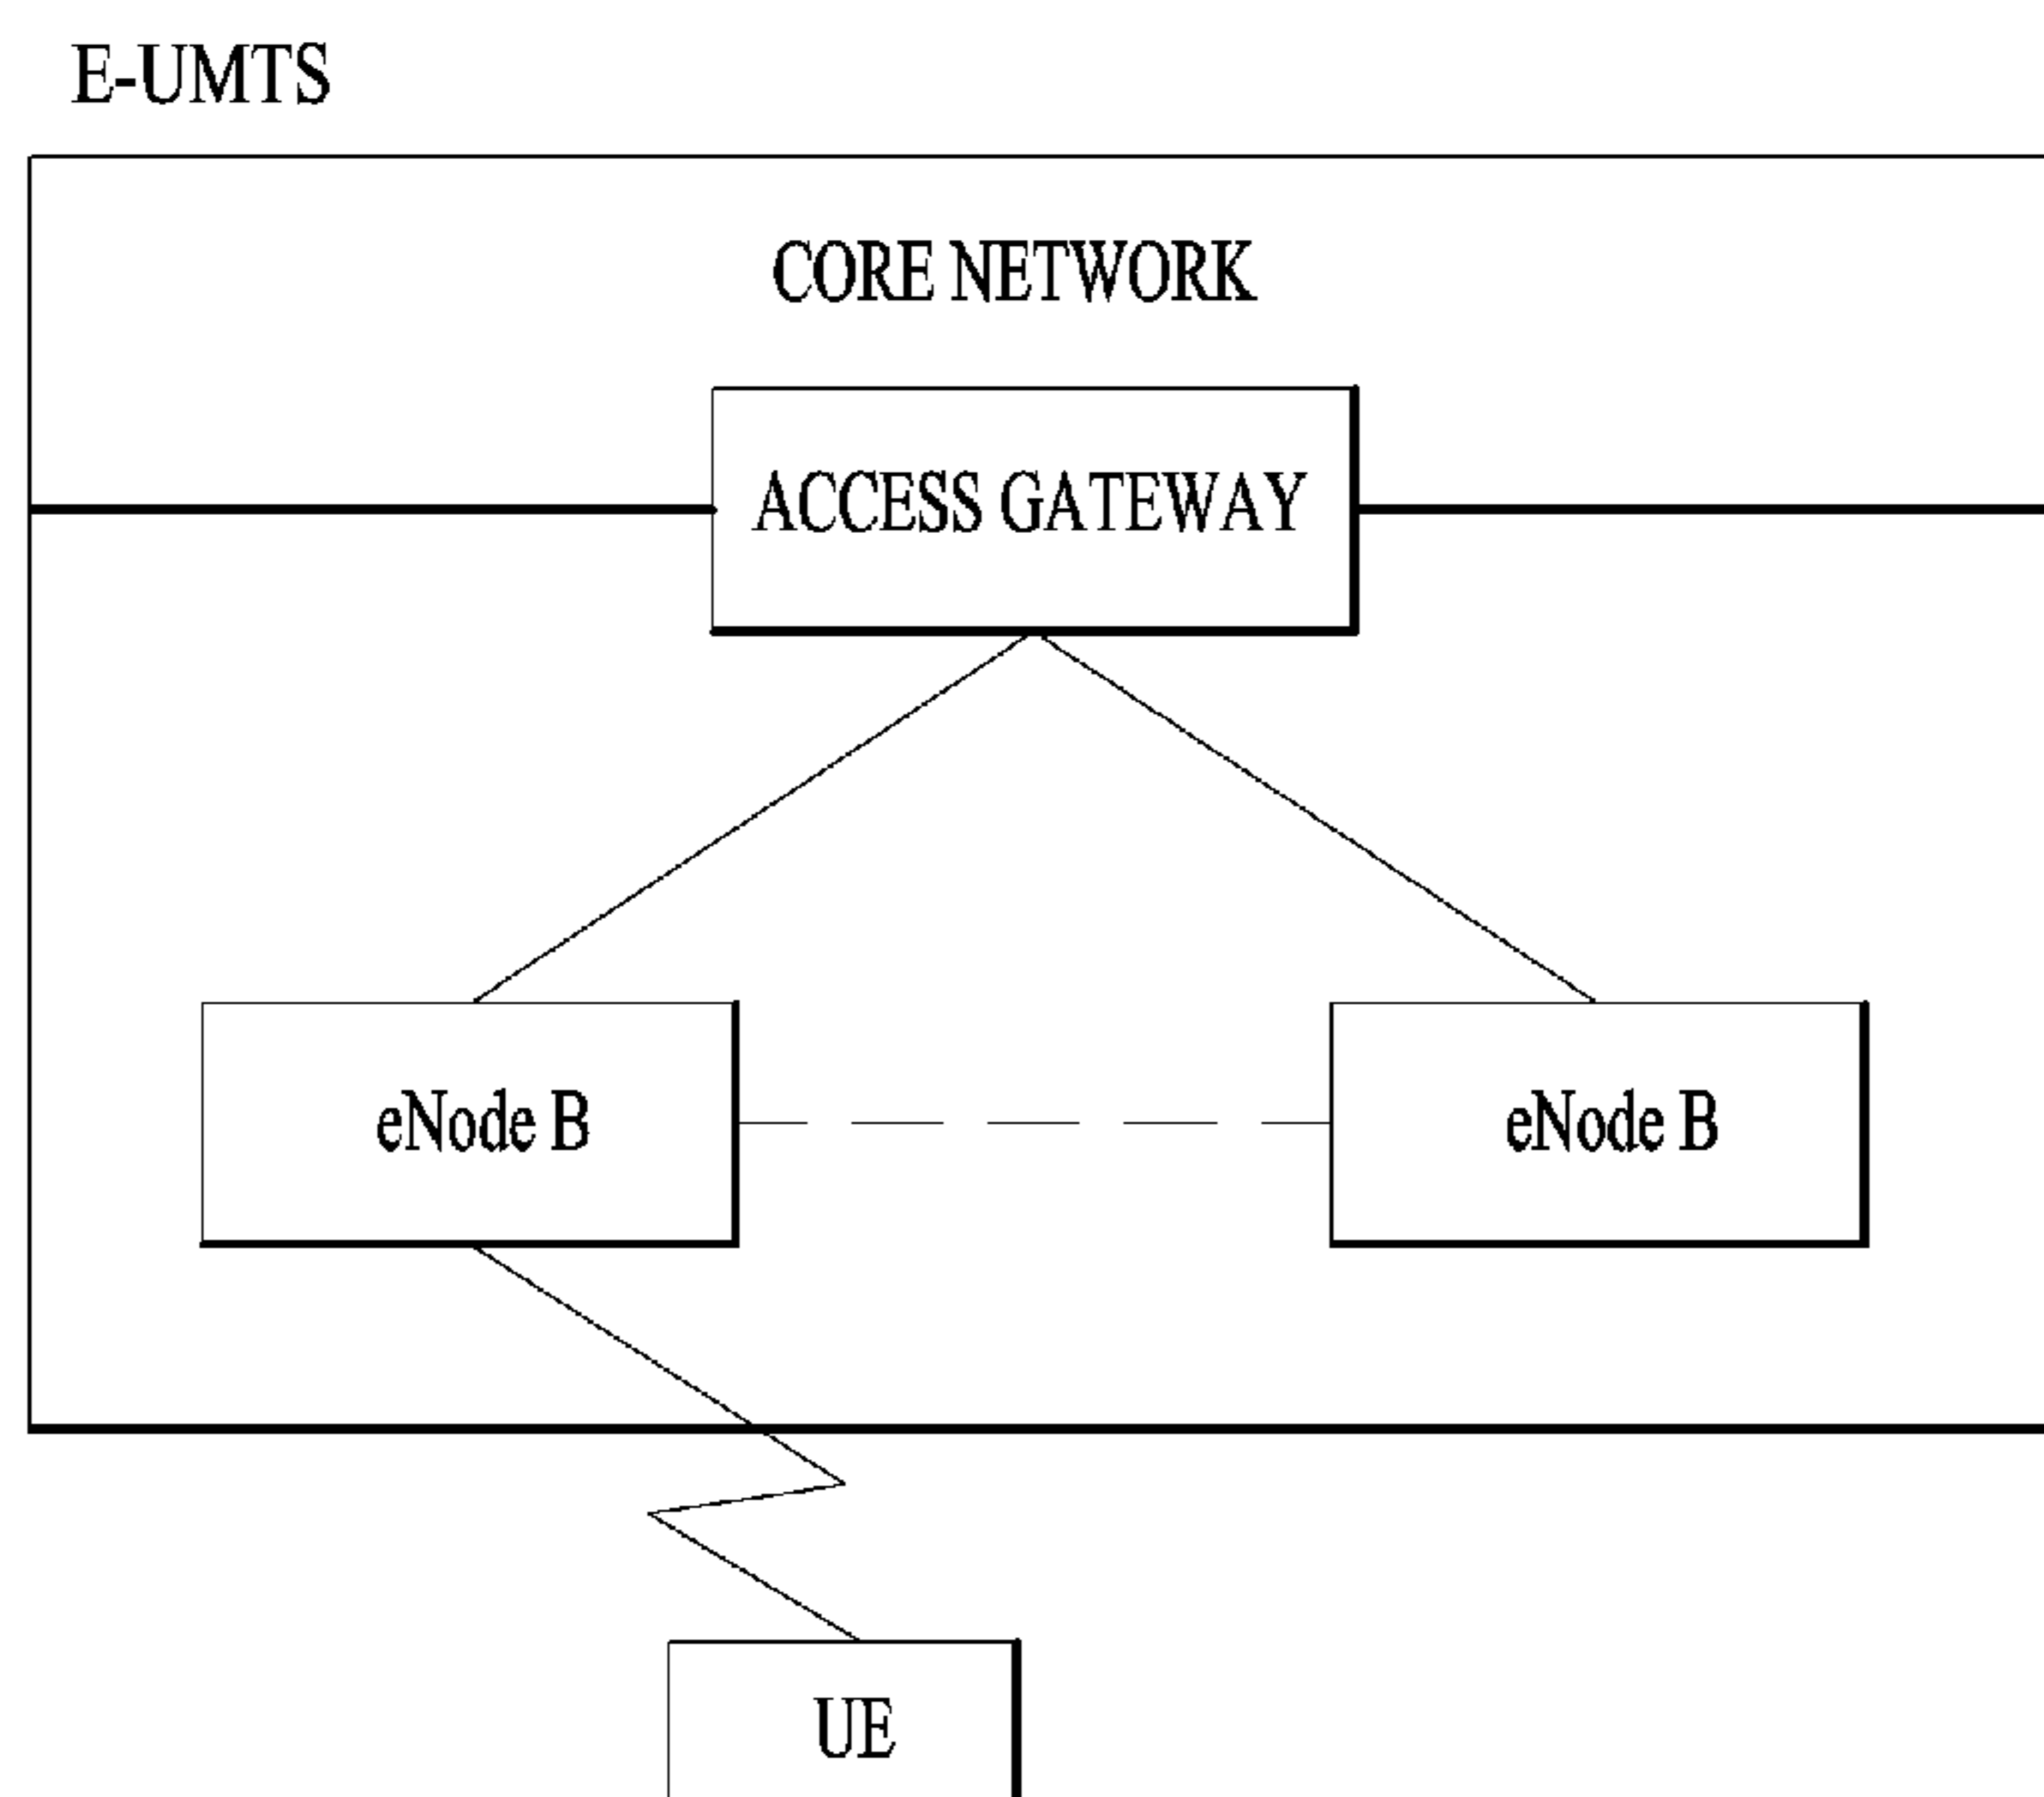 E-UMTS
CORE NETWORK
ACCESS GATEWAY
eNode B
eNode B
UE